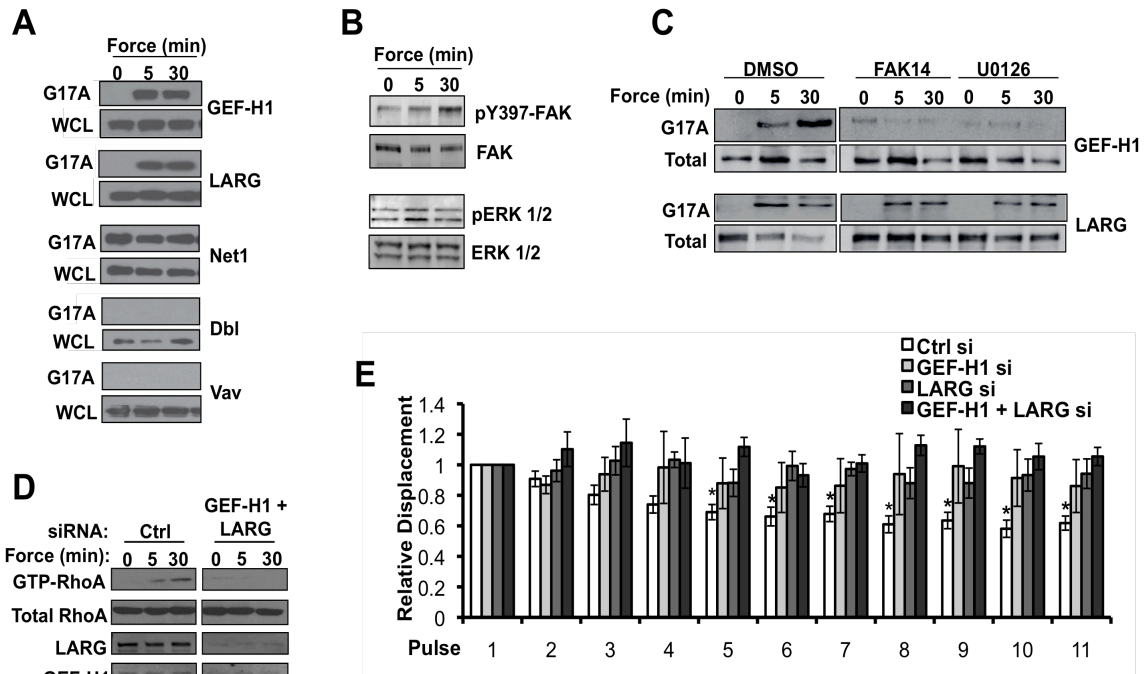 A
Force (min)
0 5 30
G17A
GEF-H1
WCL
G17A
LARG
WCL
G17A
Net1
WCL
G17A
Dbl
WCL
G17A
Vav
WCL
B
Force (min)
0 5 30
pY397-FAK
FAK
pERK 1/2
ERK 1/2
C
DMSO FAK14 U0126
Force (min) 0 5 30 0 5 30 0 5 30
G17A
GEF-H1
Total
G17A
LARG
Total
D
GEF-H1 +
siRNA: Ctrl LARG
Force (min): 0 5 30 0 5 30
GTP-RhoA
Total RhoA
LARG
GEF-H1
E
Ctrl si
GEF-H1 si
LARG si
GEF-H1 + LARG si
Relative Displacement
1.4
1.2
1
0.8
0.6
0.4
0.2
0
* * * * * * *
Pulse 1 2 3 4 5 6 7 8 9 10 11